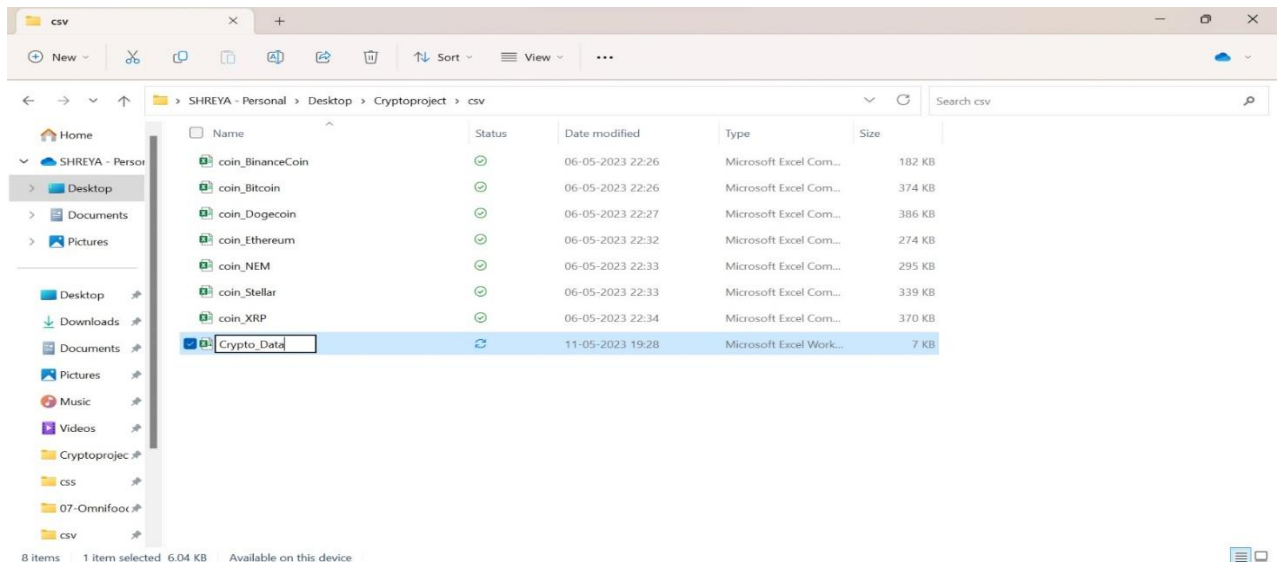 csv
New Sort View
SHREYA - Personal > Desktop > Cryptoproject > csv Search csv
Home
SHREYA - Persor
Desktop
Documents
Pictures
Desktop
Downloads
Documents
Pictures
Music
Videos
Cryptoprojec
css
07-Omnifooc
csv
Name Status Date modified Type Size
coin_BinanceCoin 06-05-2023 22:26 Microsoft Excel Com... 182 KB
coin_Bitcoin 06-05-2023 22:26 Microsoft Excel Com... 374 KB
coin_Dogecoin 06-05-2023 22:27 Microsoft Excel Com... 386 KB
coin_Ethereum 06-05-2023 22:32 Microsoft Excel Com... 274 KB
coin_NEM 06-05-2023 22:33 Microsoft Excel Com... 295 KB
coin_Stellar 06-05-2023 22:33 Microsoft Excel Com... 339 KB
coin_XRP 06-05-2023 22:34 Microsoft Excel Com... 370 KB
Crypto_Data 11-05-2023 19:28 Microsoft Excel Work... 7 KB
8 items 1 item selected 6.04 KB Available on this device